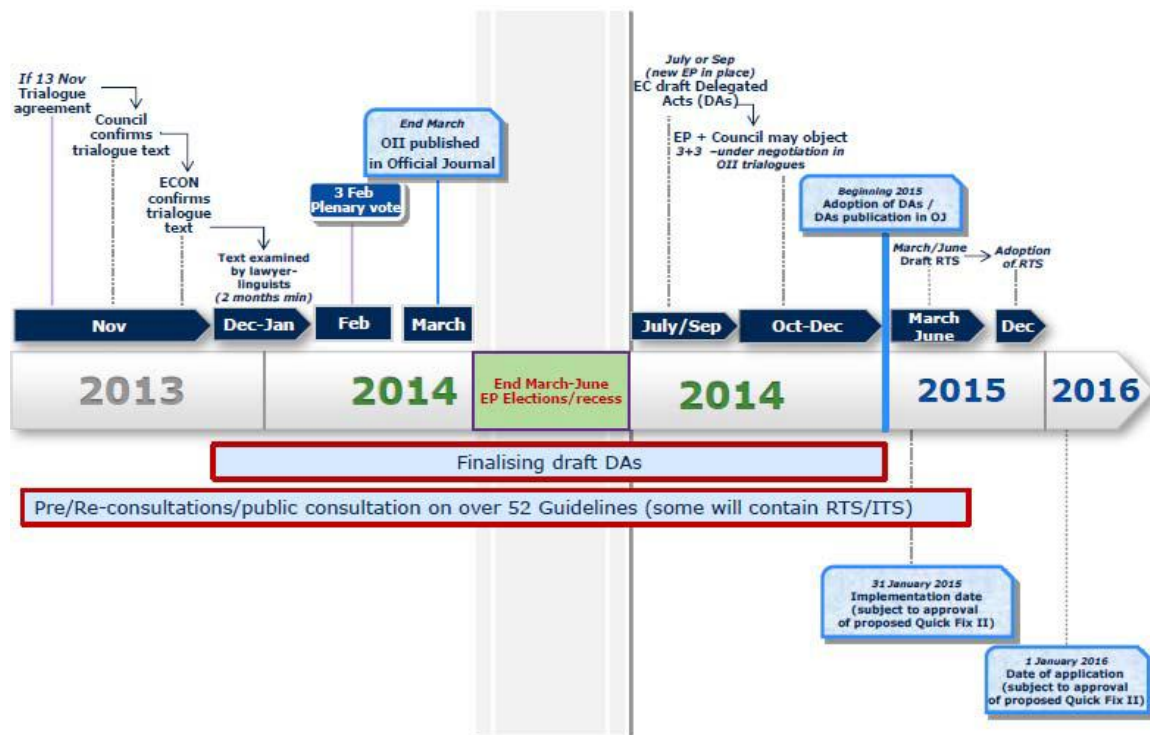 If 13 Nov
Trialogue
agreement
Council
confirms
trialogue text
ECON
confirms
trialogue
text
Text examined
by lawyer-
linguists
(2 months min)
3 Feb
Plenary vote
End March
OII published
in Official Journal
July or Sep
(new EP in place)
EC draft Delegated
Acts (DAs)
EP + Council may object
3+3 –under negotiation in
OII trialogues
Beginning 2015
Adoption of DAs /
DAs publication in OJ
March/June
Draft RTS
Adoption
of RTS
Nov
Dec-Jan
Feb
March
July/Sep
Oct-Dec
March
June
Dec
2013
2014
End March-June
EP Elections/recess
2014
2015
2016
Finalising draft DAs
Pre/Re-consultations/public consultation on over 52 Guidelines (some will contain RTS/ITS)
31 January 2015
Implementation date
(subject to approval
of proposed Quick Fix II)
1 January 2016
Date of application
(subject to approval
of proposed Quick Fix II)